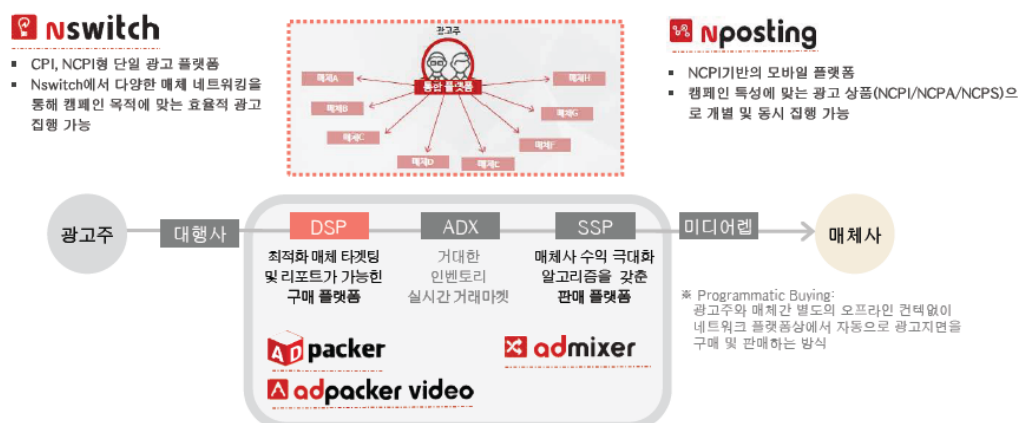 Nswitch
▪ CPI, NCPI형 단일 광고 플랫폼
▪ Nswitch에서 다양한 매체 네트워킹을
통해 캠페인 목적에 맞는 효율적 광고
집행 가능
광고주
통합 플랫폼
매체A
매체B
매체C
매체D
매체E
매체F
매체G
매체H
Nposting
▪ NCPI기반의 모바일 플랫폼
▪ 캠페인 특성에 맞는 광고 상품(NCPI/NCPA/NCPS)으
로 개별 및 동시 집행 가능
광고주
대행사
DSP
최적화 매체 타겟팅
및 리포트가 가능한
구매 플랫폼
ADX
거대한
인벤토리
실시간 거래마켓
SSP
매체사 수익 극대화
알고리즘을 갖춘
판매 플랫폼
미디어렙
매체사
AD packer
adpacker video
admixer
※ Programmatic Buying:
광고주와 매체간 별도의 오프라인 컨텍없이
네트워크 플랫폼상에서 자동으로 광고지면을
구매 및 판매하는 방식